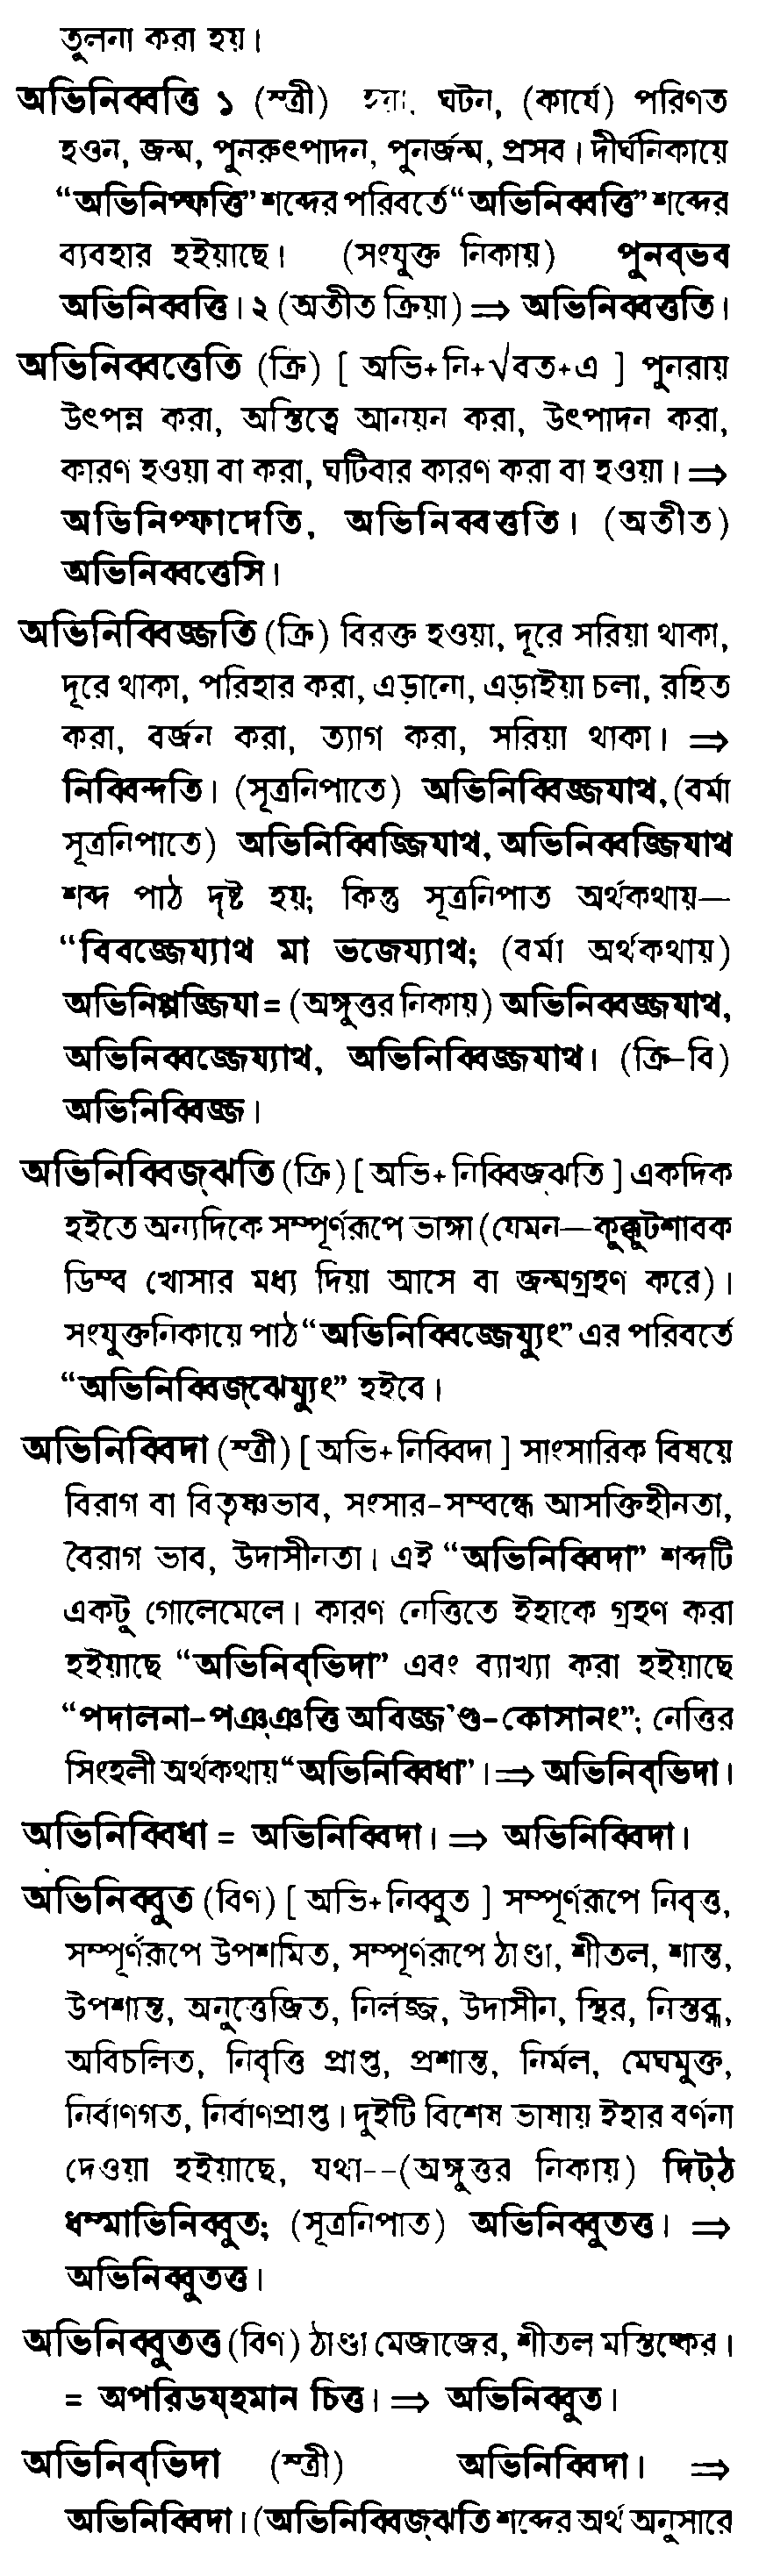 তুলনা করা হয়।
অভিনিব্বত্তি ১ (স্ত্রী) হয়া, ঘটন, (কার্যে) পরিণত
হওন, জন্ম, পুনরুৎপাদন, পুনর্জন্ম, প্রসব। দীর্ঘনিকায়ে
“অভিনিপ্ফত্তি” শব্দের পরিবর্তে “অভিনিব্বত্তি” শব্দের
ব্যবহার হইয়াছে। (সংযুক্ত নিকায়) পুনব্ভব
অভিনিব্বত্তি। ২ (অতীত ক্রিয়া) ⇒ অভিনিব্বত্ততি।
অভিনিব্বত্তেতি (ক্রি) [ অভি+নি+√বত+এ ] পুনরায়
উৎপন্ন করা, অস্তিত্বে আনয়ন করা, উৎপাদন করা,
কারণ হওয়া বা করা, ঘটিবার কারণ করা বা হওয়া। ⇒
অভিনিপ্ফাদেতি, অভিনিব্বত্ততি। (অতীত)
অভিনিব্বত্তেসি।
অভিনিব্বিজ্জতি (ক্রি) বিরক্ত হওয়া, দূরে সরিয়া থাকা,
দূরে থাকা, পরিহার করা, এড়ানো, এড়াইয়া চলা, রহিত
করা, বর্জন করা, ত্যাগ করা, সরিয়া থাকা। ⇒
নিব্বিন্দতি। (সূত্রনিপাতে) অভিনিব্বিজ্জযাথ, (বর্মা
সূত্রনিপাতে) অভিনিব্বিজ্জিযাথ, অভিনিব্বজ্জিযাথ
শব্দ পাঠ দৃষ্ট হয়; কিন্তু সূত্রনিপাত অর্থকথায়—
“বিবজ্জেয্যাথ মা ভজেয্যাথ; (বর্মা অর্থকথায়)
অভিনিপ্পজ্জিযা= (অঙ্গুত্তর নিকায়) অভিনিব্বজ্জযাথ,
অভিনিব্বজ্জেয্যাথ, অভিনিব্বিজ্জযাথ। (ক্রি-বি)
অভিনিব্বিজ্জ।
অভিনিব্বিজ্ঝতি (ক্রি) [ অভি+নিব্বিজ্ঝতি ] একদিক
হইতে অন্যদিকে সম্পূর্ণরূপে ভাঙ্গা (যেমন—কুক্কুটশাবক
ডিম্ব খোসার মধ্য দিয়া আসে বা জন্মগ্রহণ করে)।
সংযুক্তনিকায়ে পাঠ “অভিনিব্বিজ্জেয্যুং” এর পরিবর্তে
“অভিনিব্বিজ্ঝেয্যুং” হইবে।
অভিনিব্বিদা (স্ত্রী) [ অভি+নিব্বিদা ] সাংসারিক বিষয়ে
বিরাগ বা বিতৃষ্ণভাব, সংসার-সম্বন্ধে আসক্তিহীনতা,
বৈরাগ ভাব, উদাসীনতা। এই “অভিনিব্বিদা” শব্দটি
একটু গোলেমেলে। কারণ নেত্তিতে ইহাকে গ্রহণ করা
হইয়াছে “অভিনিব্ভিদা” এবং ব্যাখ্যা করা হইয়াছে
“পদালনা-পঞ্ঞত্তি অবিজ্জ'ণ্ড-কোসানং”; নেত্তির
সিংহলী অর্থকথায় “অভিনিব্বিধা”। ⇒ অভিনিব্ভিদা।
অভিনিব্বিধা = অভিনিব্বিদা। ⇒ অভিনিব্বিদা।
অভিনিব্বুত (বিণ) [ অভি+নিব্বুত ] সম্পূর্ণরূপে নিবৃত্ত,
সম্পূর্ণরূপে উপশমিত, সম্পূর্ণরূপে ঠাণ্ডা, শীতল, শান্ত,
উপশান্ত, অনুত্তেজিত, নির্লজ্জ, উদাসীন, স্থির, নিস্তব্ধ,
অবিচলিত, নিবৃত্তি প্রাপ্ত, প্রশান্ত, নির্মল, মেঘমুক্ত,
নির্বাণগত, নির্বাণপ্রাপ্ত। দুইটি বিশেষ ভাষায় ইহার বর্ণনা
দেওয়া হইয়াছে, যথা--(অঙ্গুত্তর নিকায়) দিট্ঠ
ধম্মাভিনিব্বুত; (সূত্রনিপাত) অভিনিব্বুতত্ত। ⇒
অভিনিব্বুতত্ত।
অভিনিব্বুতত্ত (বিণ) ঠাণ্ডা মেজাজের, শীতল মস্তিষ্কের।
= অপরিডয্হমান চিত্ত। ⇒ অভিনিব্বুত।
অভিনিব্ভিদা (স্ত্রী) অভিনিব্বিদা। ⇒
অভিনিব্বিদা। (অভিনিব্বিজ্ঝতি শব্দের অর্থ অনুসারে